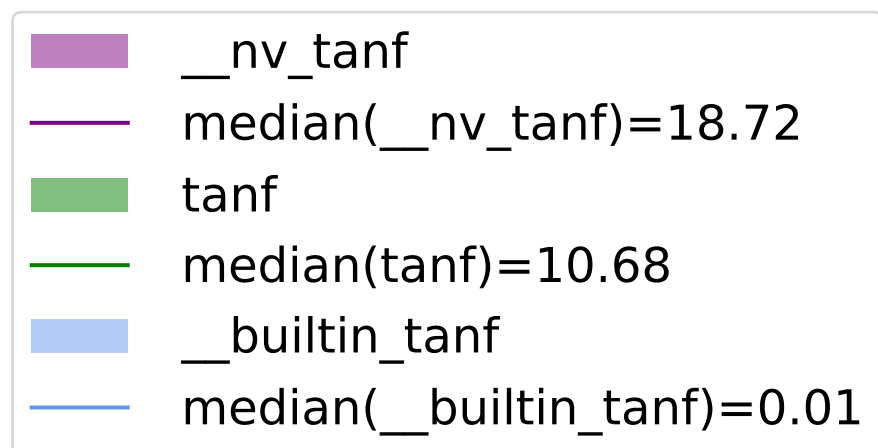 __nv_tanf
median(__nv_tanf)=18.72
tanf
median(tanf)=10.68
__builtin_tanf
median(__builtin_tanf)=0.01